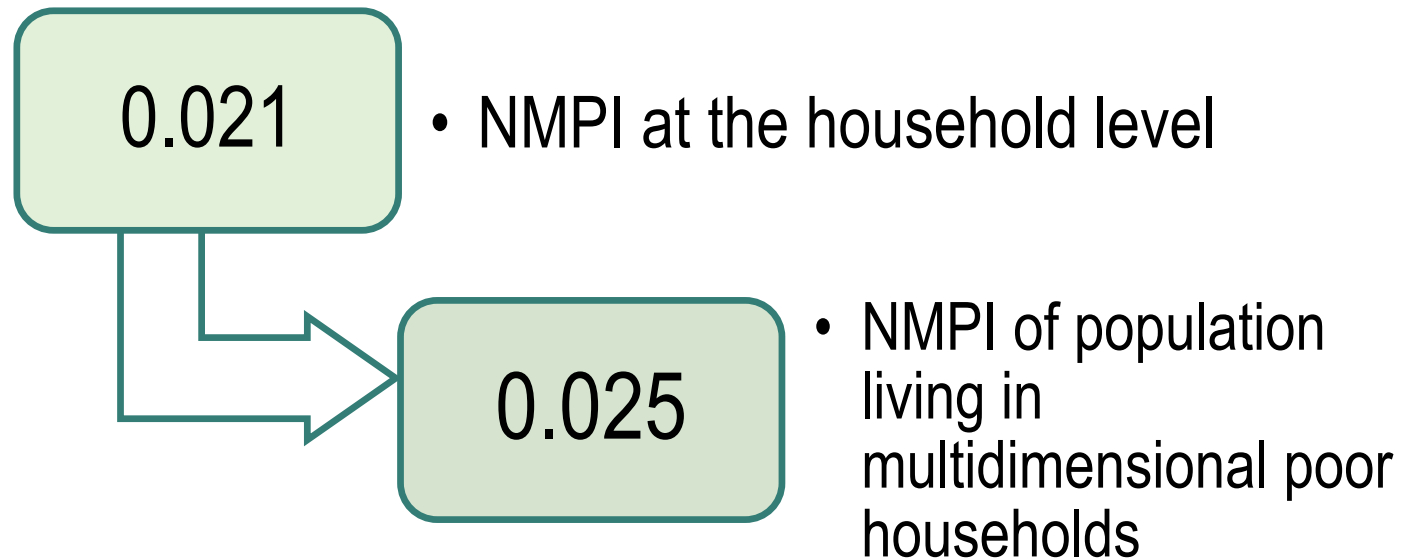 0.021
• NMPI at the household level
0.025
• NMPI of population
living in
multidimensional poor
households